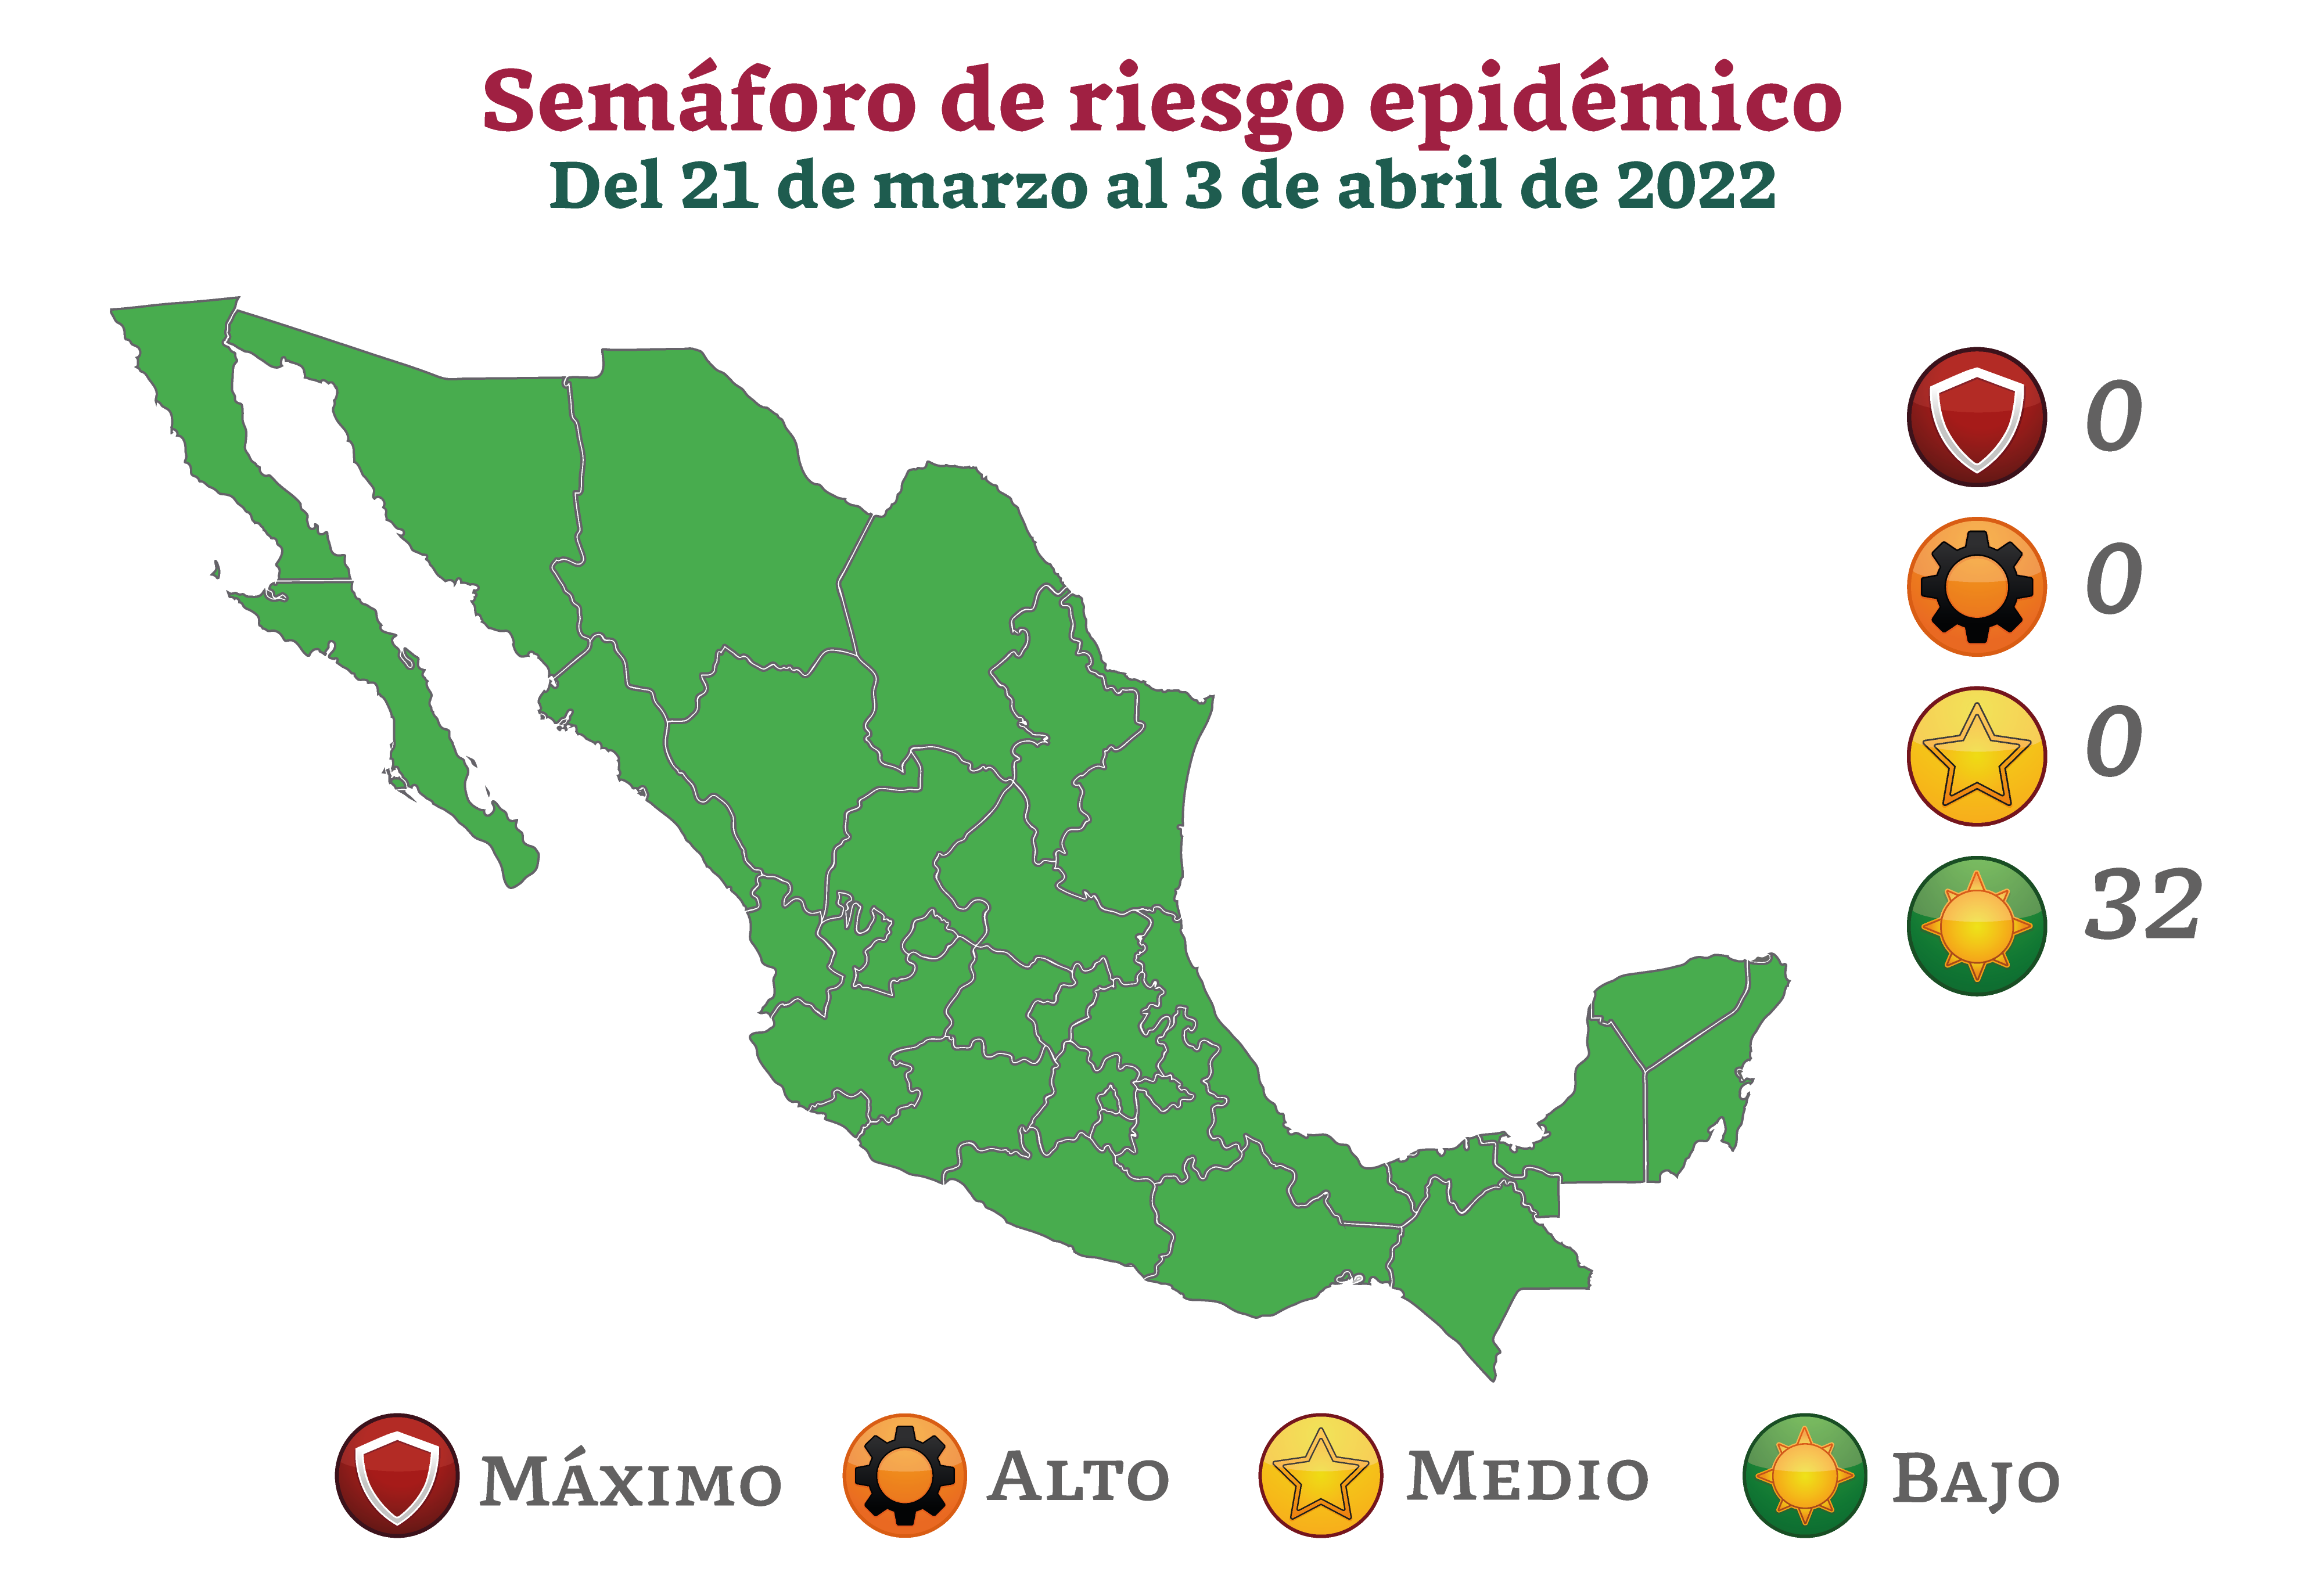 Semáforo de riesgo epidémico
Del 21 de marzo al 3 de abril de 2022
0
0
0
32
Máximo
Alto
Medio
Bajo